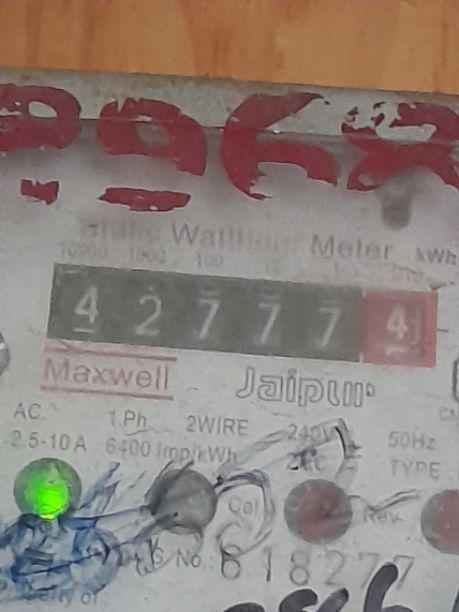 Watthour Meter kWh
10000 1000 100
4 2 7 7 7 4
Maxwell Jaipur
AC. 1.Ph 2WIRE 240V 50Hz
2.5-10 A 6400 Imp/kWh TYPE
Cal. Rev.
S No. 618277